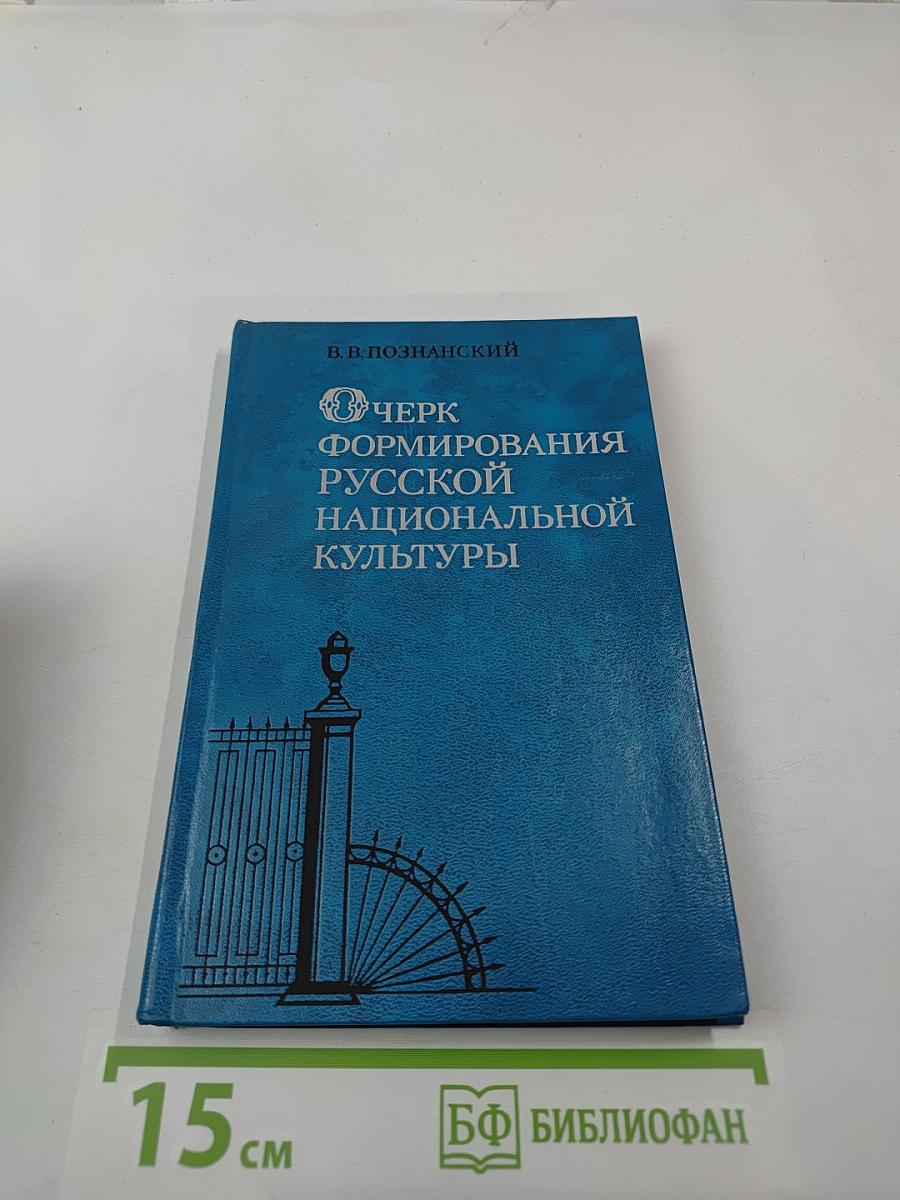 В. В. ПОЗНАНСКИЙ
ОЧЕРК
ФОРМИРОВАНИЯ
РУССКОЙ
НАЦИОНАЛЬНОЙ
КУЛЬТУРЫ
15 см
БФ БИБЛИОФАН